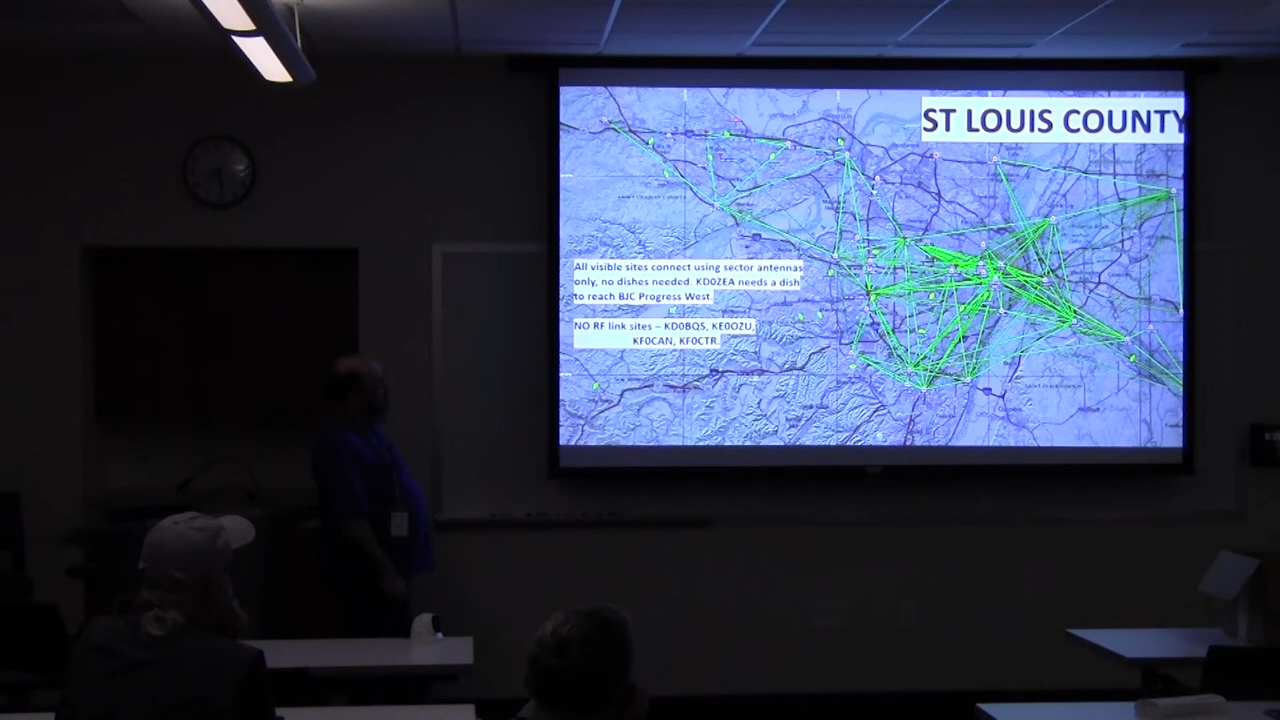 ST LOUIS COUNTY
All visible sites connect using sector antennas
only, no dishes needed. KD0ZEA needs a dish
to reach BJC Progress West.
NO RF link sites – KD0BQS, KE0OZU,
KF0CAN, KF0CTR.